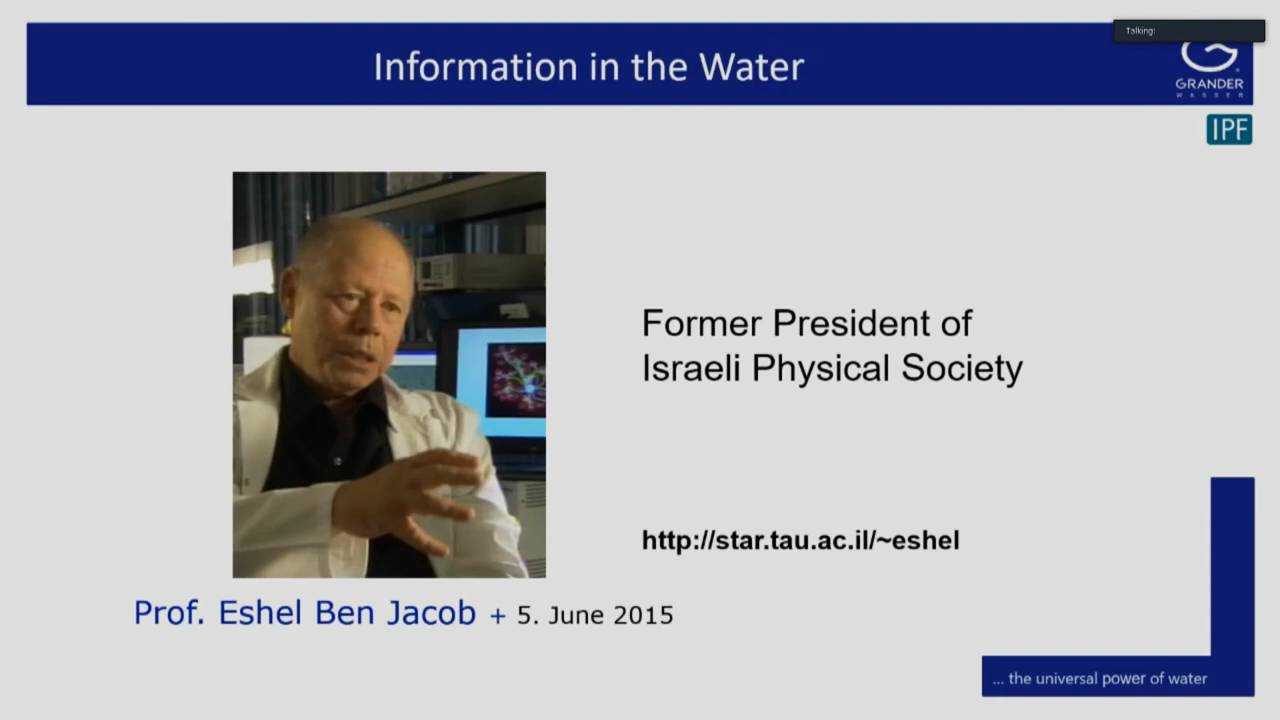 Talking:
Information in the Water
GRANDER
WASSER
IPF
Former President of
Israeli Physical Society
http://star.tau.ac.il/~eshel
Prof. Eshel Ben Jacob + 5. June 2015
... the universal power of water